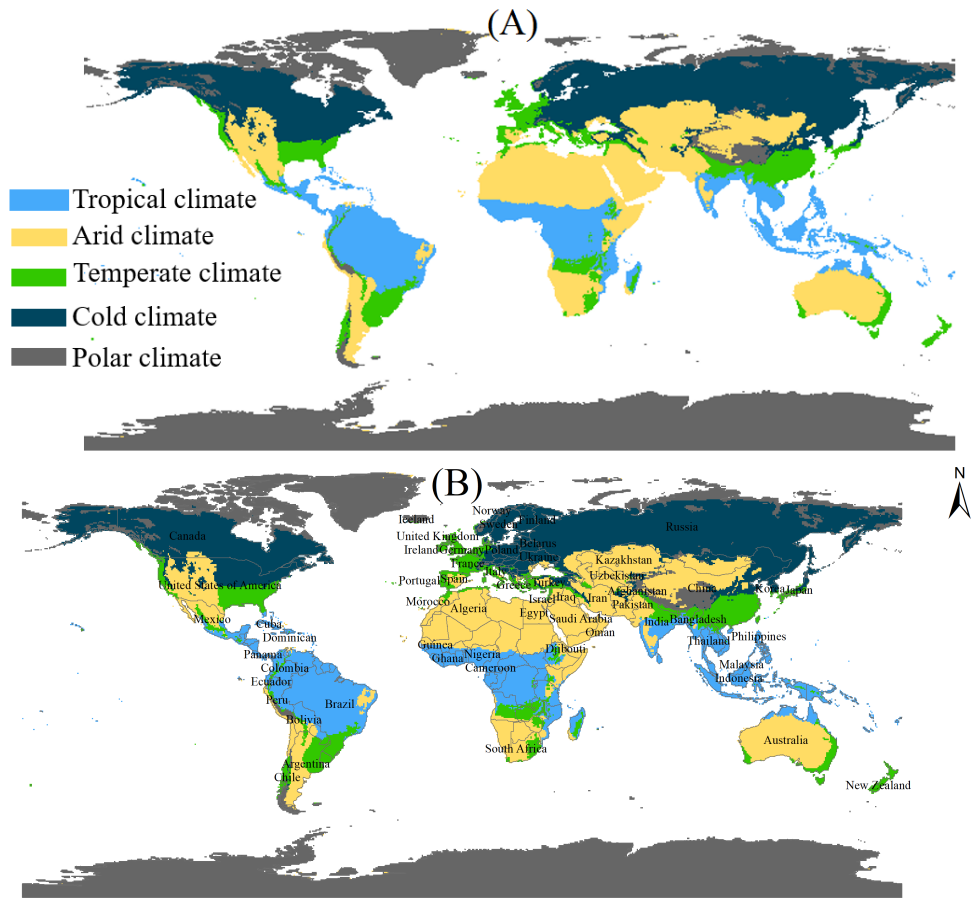 (A)
Tropical climate
Arid climate
Temperate climate
Cold climate
Polar climate
(B)
N
Iceland
Norway
Sweden
Finland
Russia
Canada
United Kingdom
Belarus
Ireland
Germany
Poland
Ukraine
France
Kazakhstan
Italy
Uzbekistan
United States of America
Portugal
Spain
Greece
Turkey
Afghanistan
China
Korea
Japan
Morocco
Algeria
Israel
Iraq
Iran
Pakistan
Egypt
Saudi Arabia
Mexico
Cuba
India
Bangladesh
Oman
Dominican
Thailand
Philippines
Guinea
Djibouti
Panama
Ghana
Nigeria
Cameroon
Colombia
Malaysia
Ecuador
Indonesia
Peru
Brazil
Bolivia
Australia
South Africa
Argentina
Chile
New Zealand